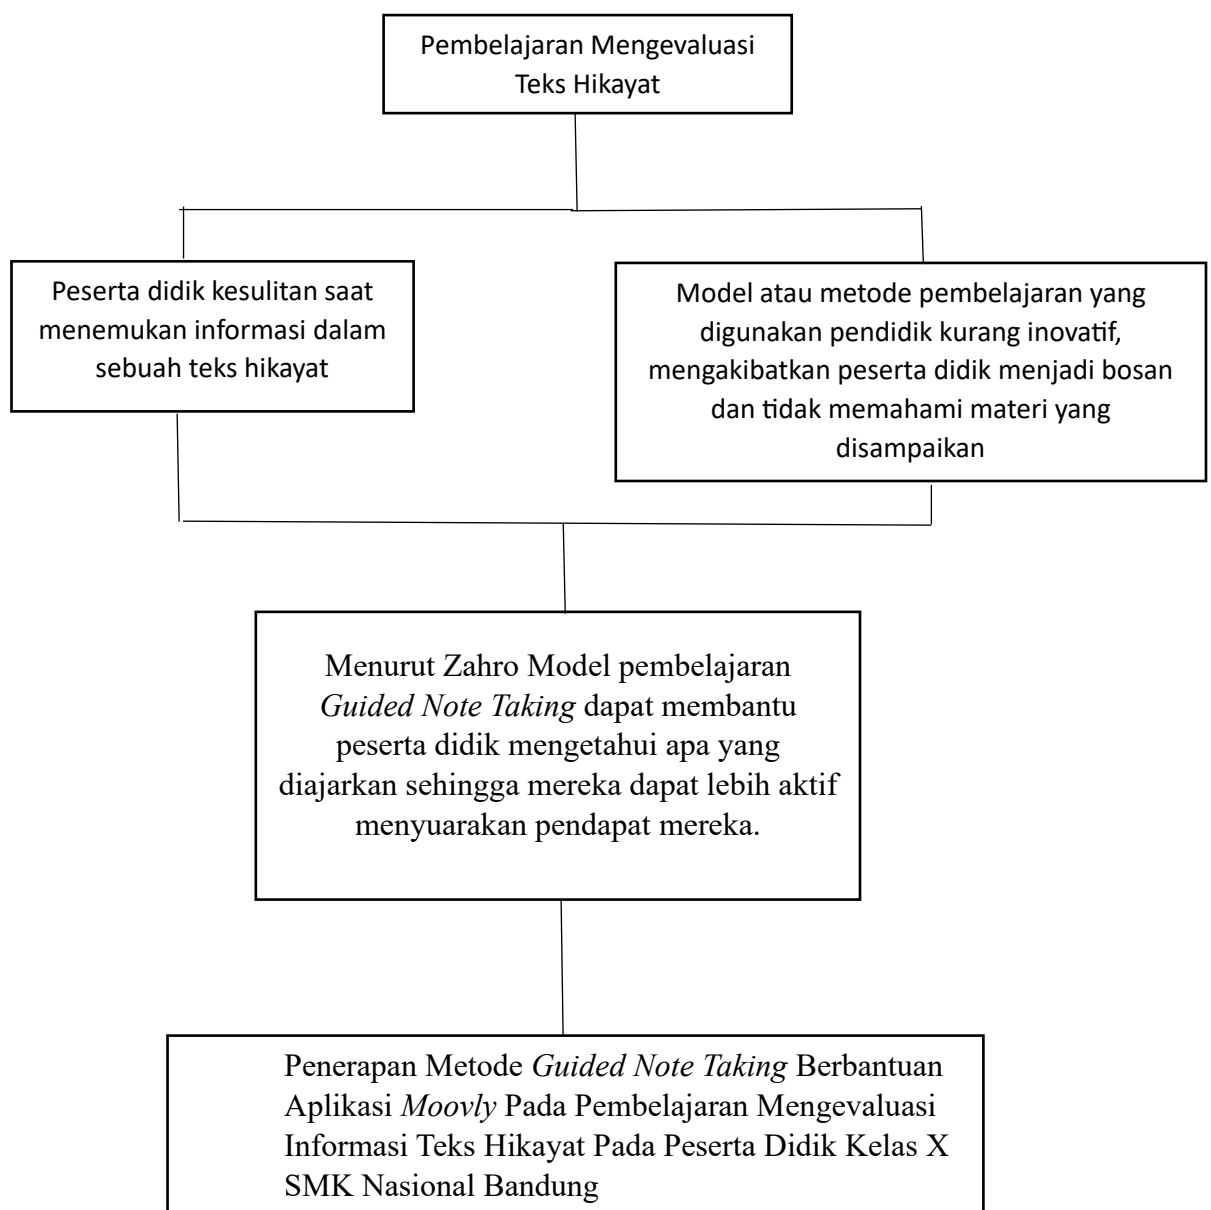 Pembelajaran Mengevaluasi
Teks Hikayat
Peserta didik kesulitan saat
menemukan informasi dalam
sebuah teks hikayat
Model atau metode pembelajaran yang
digunakan pendidik kurang inovatif,
mengakibatkan peserta didik menjadi bosan
dan tidak memahami materi yang
disampaikan
Menurut Zahro Model pembelajaran
Guided Note Taking dapat membantu
peserta didik mengetahui apa yang
diajarkan sehingga mereka dapat lebih aktif
menyuarakan pendapat mereka.
Penerapan Metode Guided Note Taking Berbantuan
Aplikasi Moovly Pada Pembelajaran Mengevaluasi
Informasi Teks Hikayat Pada Peserta Didik Kelas X
SMK Nasional Bandung